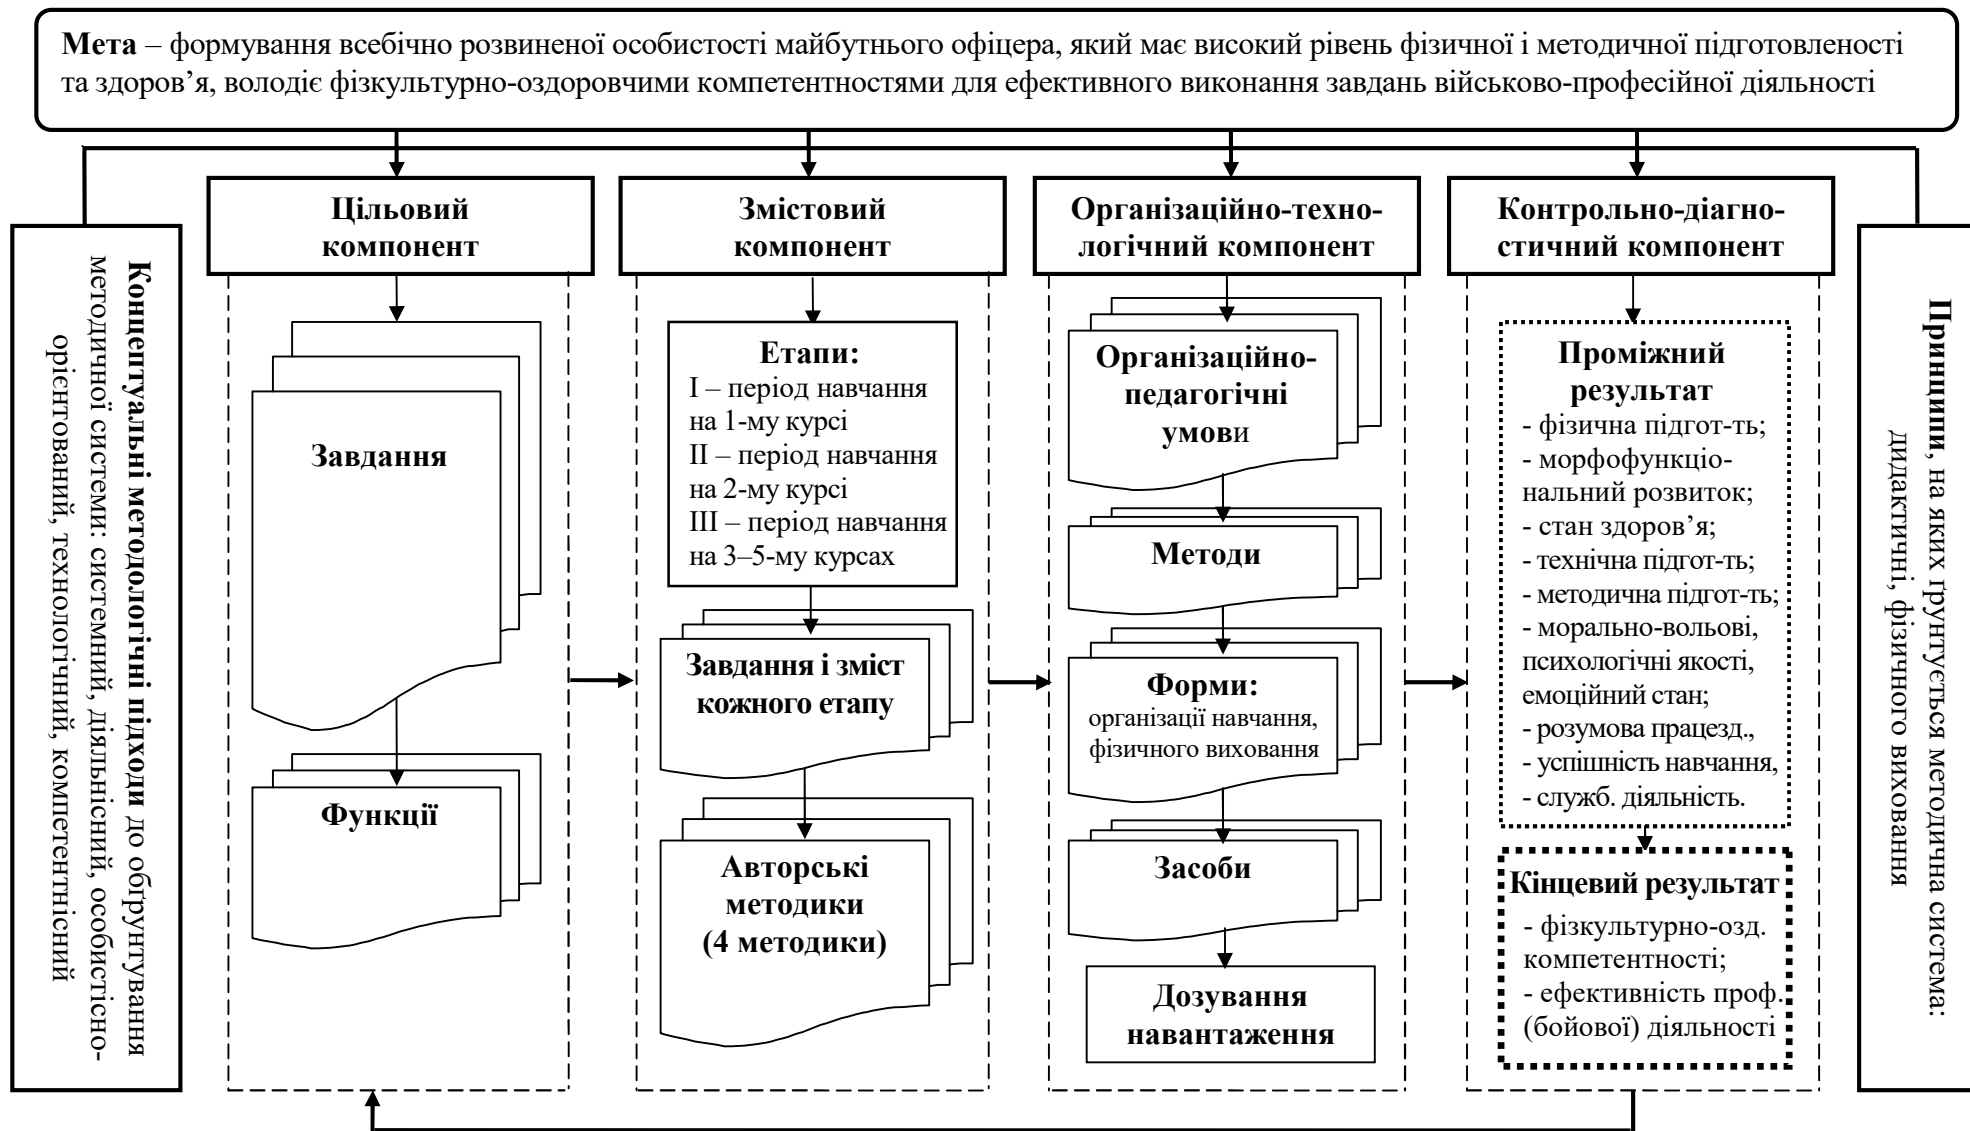 Мета – формування всебічно розвиненої особистості майбутнього офіцера, який має високий рівень фізичної і методичної підготовленості
та здоров’я, володіє фізкультурно-оздоровчими компетентностями для ефективного виконання завдань військово-професійної діяльності
Концептуальні методологічні підходи до обґрунтування
методичної системи: системний, діяльнісний, особистісно-
орієнтований, технологічний, компетентнісний
Цільовий
компонент
Завдання
Функції
Змістовий
компонент
Етапи:
І – період навчання
на 1-му курсі
ІІ – період навчання
на 2-му курсі
ІІІ – період навчання
на 3–5-му курсах
Завдання і зміст
кожного етапу
Авторські
методики
(4 методики)
Організаційно-техно-
логічний компонент
Організаційно-
педагогічні
умови
Методи
Форми:
організації навчання,
фізичного виховання
Засоби
Дозування
навантаження
Контрольно-діагно-
стичний компонент
Проміжний
результат
- фізична підгот-ть;
- морфофункціо-
нальний розвиток;
- стан здоров’я;
- технічна підгот-ть;
- методична підгот-ть;
- морально-вольові,
психологічні якості,
емоційний стан;
- розумова працезд.,
- успішність навчання,
- служб. діяльність.
Кінцевий результат
- фізкультурно-озд.
компетентності;
- ефективність проф.
(бойової) діяльності
Принципи, на яких ґрунтується методична система:
дидактичні, фізичного виховання